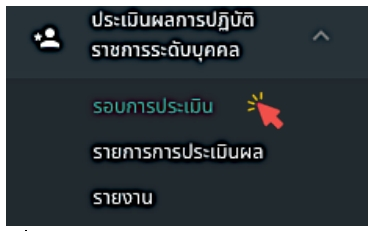 ประเมินผลการปฏิบัติ
ราชการระดับบุคคล
รอบการประเมิน
รายการการประเมินผล
รายงาน